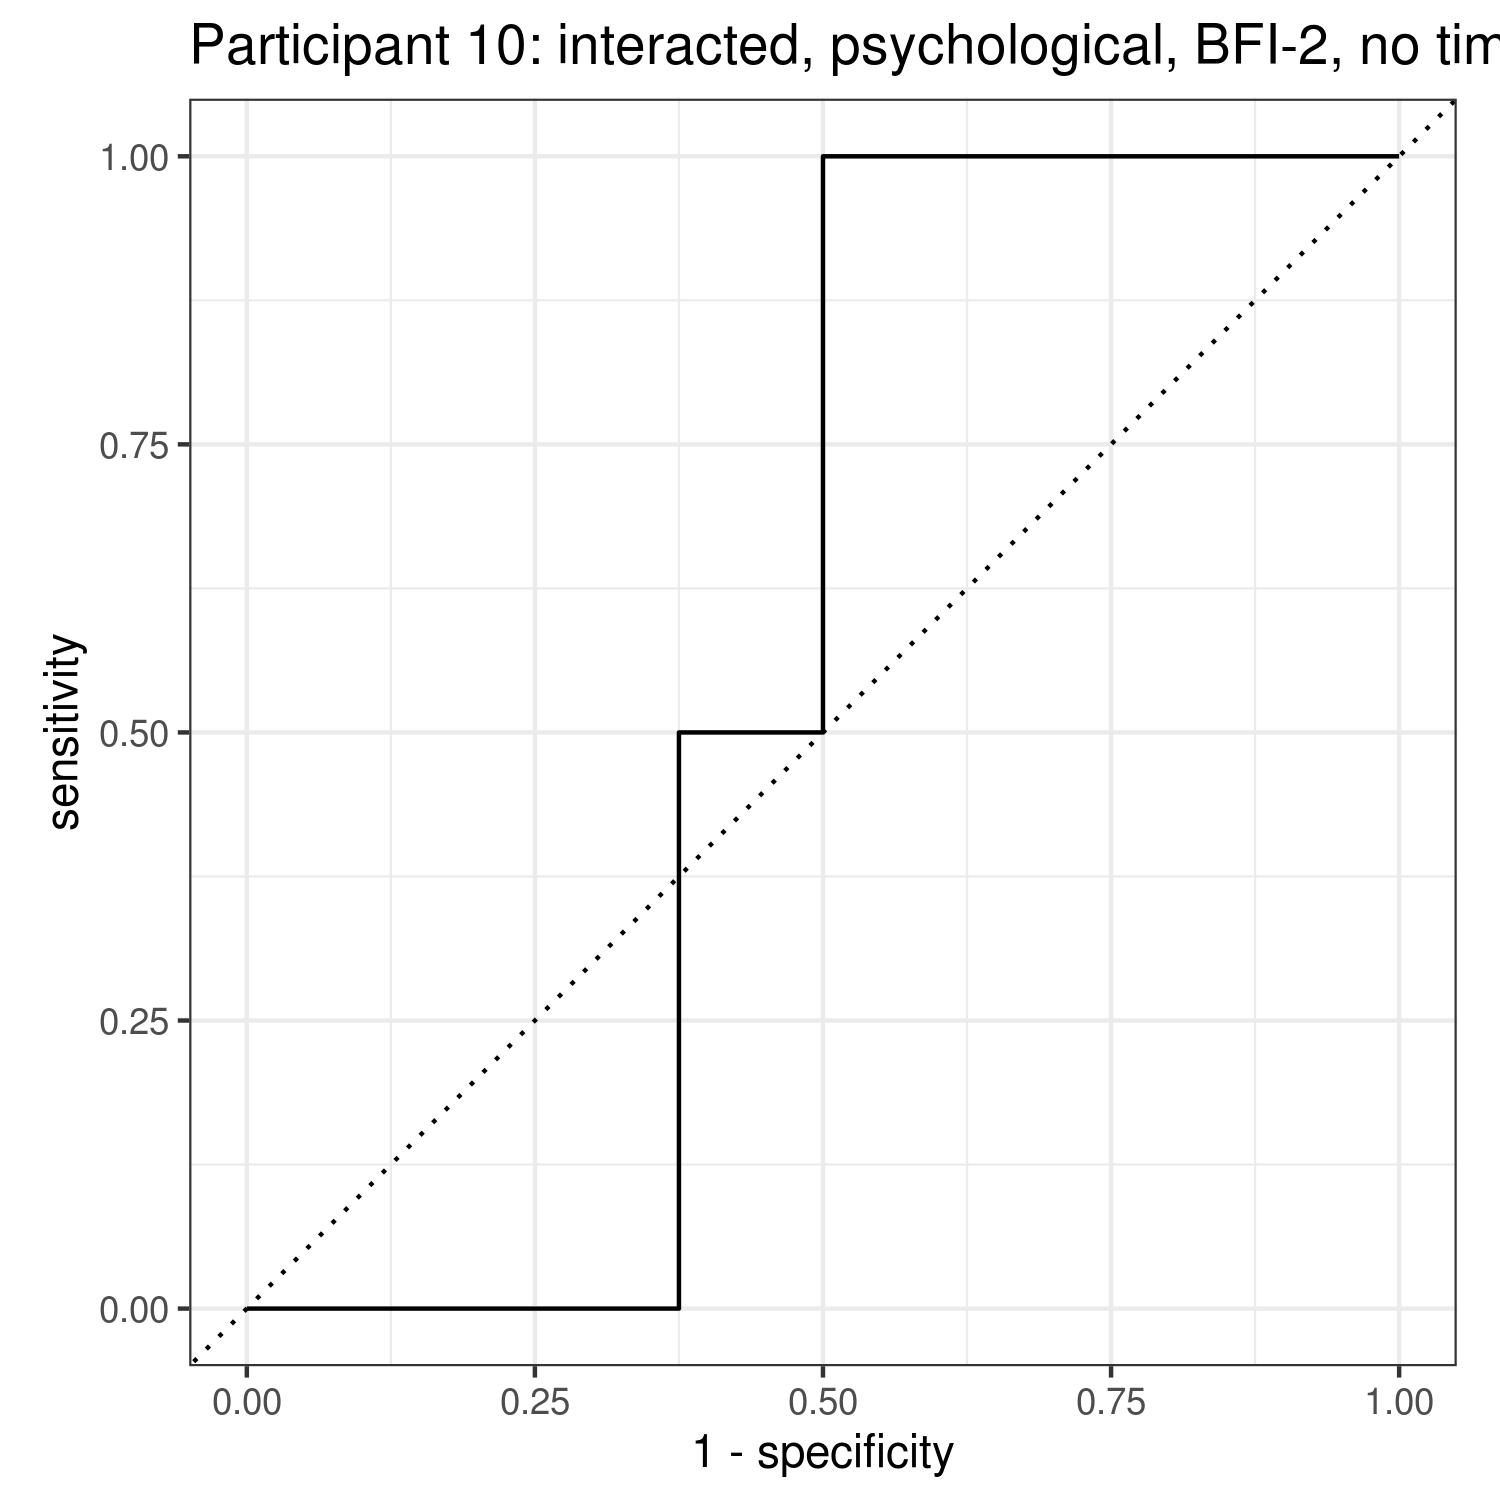 Participant 10: interacted, psychological, BFI-2, no tim
1.00
0.75
0.50
0.25
0.00
sensitivity
0.00 0.25 0.50 0.75 1.00
1 - specificity